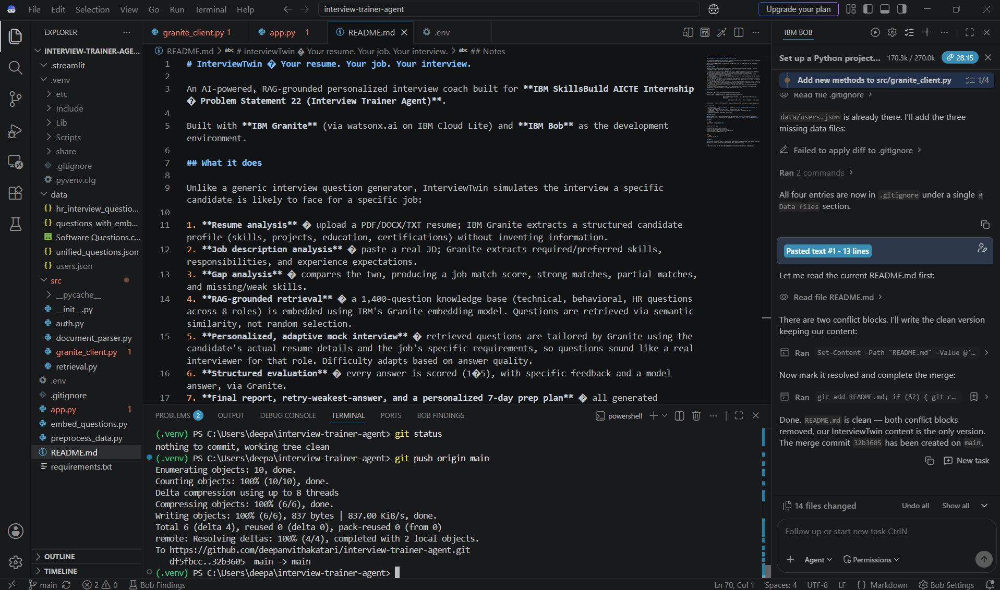 File Edit Selection View Go Run Terminal Help
interview-trainer-agent
Upgrade your plan
EXPLORER
INTERVIEW-TRAINER-AGE...
.streamlit
.venv
etc
Include
Lib
Scripts
share
.gitignore
pyvenv.cfg
data
hr_interview_questio...
questions_with_emb...
Software Questions.c...
unified_questions.json
users.json
src
__pycache__
__init__.py
auth.py
document_parser.py
granite_client.py 1
retrieval.py
.env
.gitignore
app.py 1
embed_questions.py
preprocess_data.py
README.md
requirements.txt
OUTLINE
TIMELINE
granite_client.py 1
app.py 1
README.md
.env
README.md > # InterviewTwin � Your resume. Your job. Your interview. > ## Notes
1 # InterviewTwin � Your resume. Your job. Your interview.
2
3 An AI-powered, RAG-grounded personalized interview coach built for **IBM SkillsBuild AICTE Internship
� Problem Statement 22 (Interview Trainer Agent)**.
4
5 Built with **IBM Granite** (via watsonx.ai on IBM Cloud Lite) and **IBM Bob** as the development
environment.
6
7 ## What it does
8
9 Unlike a generic interview question generator, InterviewTwin simulates the interview a specific
candidate is likely to face for a specific job:
10
11 1. **Resume analysis** � upload a PDF/DOCX/TXT resume; IBM Granite extracts a structured candidate
profile (skills, projects, education, certifications) without inventing information.
12 2. **Job description analysis** � paste a real JD; Granite extracts required/preferred skills,
responsibilities, and experience expectations.
13 3. **Gap analysis** � compares the two, producing a job match score, strong matches, partial matches,
and missing/weak skills.
14 4. **RAG-grounded retrieval** � a 1,400-question knowledge base (technical, behavioral, HR questions
across 8 roles) is embedded using IBM's Granite embedding model. Questions are retrieved via semantic
similarity, not random selection.
15 5. **Personalized, adaptive mock interview** � retrieved questions are tailored by Granite using the
candidate's actual resume details and the job's specific requirements, so questions sound like a real
interviewer for that role. Difficulty adapts based on answer quality.
16 6. **Structured evaluation** � every answer is scored (1�5), with specific feedback and a model
answer, via Granite.
17 7. **Final report, retry-weakest-answer, and a personalized 7-day prep plan** � all generated
PROBLEMS 2 OUTPUT DEBUG CONSOLE TERMINAL PORTS BOB FINDINGS
powershell
(.venv) PS C:\Users\deepa\interview-trainer-agent> git status
nothing to commit, working tree clean
(.venv) PS C:\Users\deepa\interview-trainer-agent> git push origin main
Enumerating objects: 10, done.
Counting objects: 100% (10/10), done.
Delta compression using up to 8 threads
Compressing objects: 100% (6/6), done.
Writing objects: 100% (6/6), 837 bytes | 837.00 KiB/s, done.
Total 6 (delta 4), reused 0 (delta 0), pack-reused 0 (from 0)
remote: Resolving deltas: 100% (4/4), completed with 2 local objects.
To https://github.com/deepanvithakatari/interview-trainer-agent.git
df5fbcc..32b3605 main -> main
(.venv) PS C:\Users\deepa\interview-trainer-agent>
IBM BOB
Set up a Python project... 170.3k / 270.0k 28.15
Add new methods to src/granite_client.py 1/4
Read file .gitignore
data/users.json is already there. I'll add the three
missing data files:
Failed to apply diff to .gitignore
Ran 2 commands
All four entries are now in .gitignore under a single #
Data files section.
Pasted text #1 - 13 lines
Let me read the current README.md first:
Read file README.md
There are two conflict blocks. I'll write the clean version
keeping our content:
Ran Set-Content -Path "README.md" -Value @'...
Now mark it resolved and complete the merge:
Ran git add README.md; if ($?) { git c...
Done. README.md is clean — both conflict blocks
removed, our InterviewTwin content is the only version.
The merge commit 32b3605 has been created on main.
New task
14 files changed Undo all Show all
Follow up or start new task CtrlN
Agent Permissions
main 2 0 Bob Findings
Ln 70, Col 1 Spaces: 4 UTF-8 LF { } Markdown Bob Settings